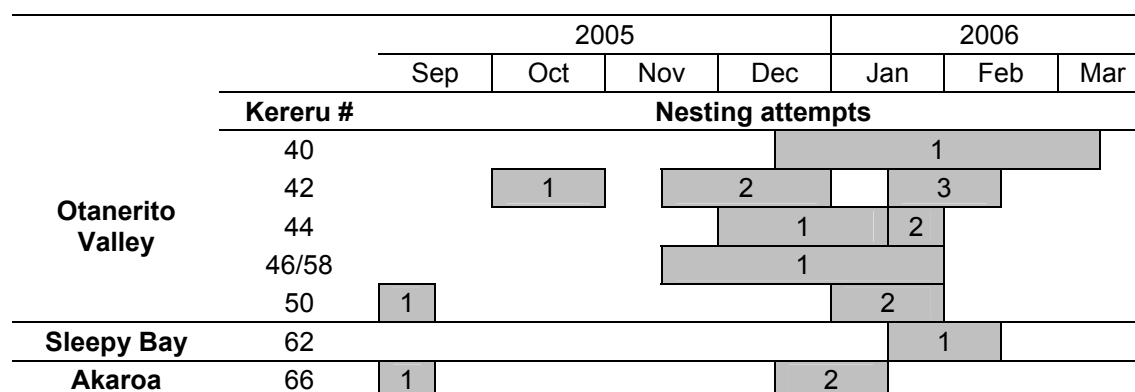 2005 2006
Sep Oct Nov Dec Jan Feb Mar
Kereru # Nesting attempts
40 1
Otanerito Valley 42 1 2 3
44 1 2
46/58 1
50 1 2
Sleepy Bay 62 1
Akaroa 66 1 2